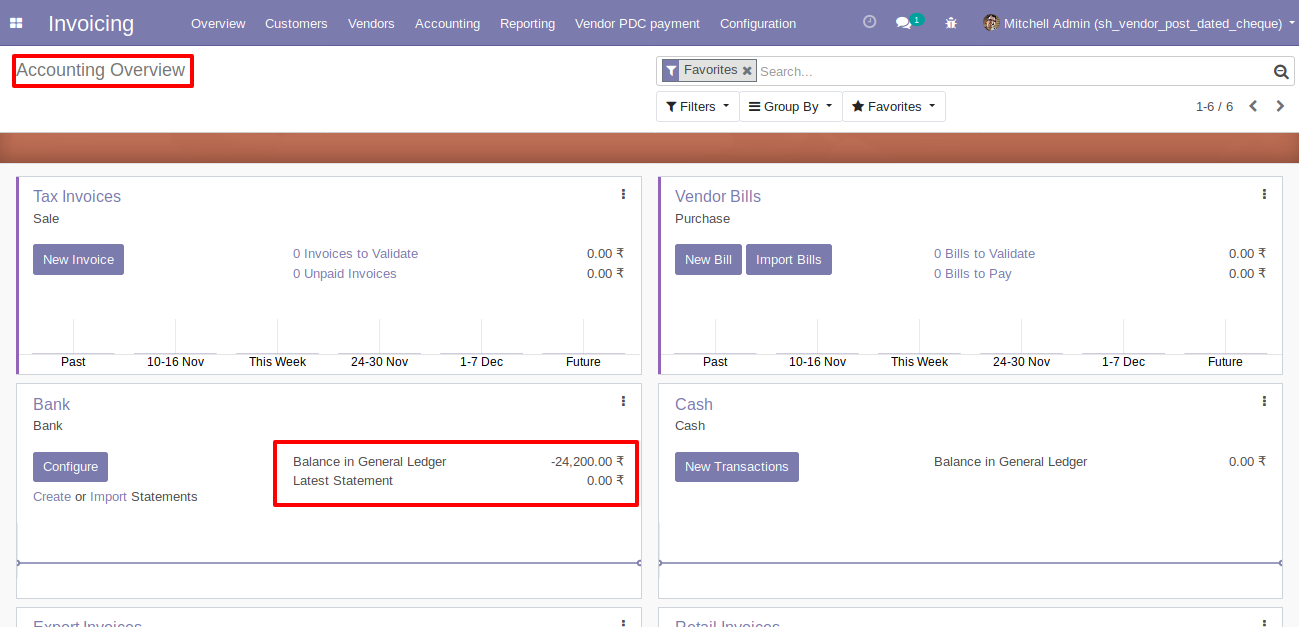 Invoicing Overview Customers Vendors Accounting Reporting Vendor PDC payment Configuration 1 Mitchell Admin (sh_vendor_post_dated_cheque)
Accounting Overview
Favorites Search...
Filters Group By Favorites 1-6 / 6
Tax Invoices
Sale
New Invoice
0 Invoices to Validate 0.00 ₹
0 Unpaid Invoices 0.00 ₹
Past 10-16 Nov This Week 24-30 Nov 1-7 Dec Future
Vendor Bills
Purchase
New Bill Import Bills
0 Bills to Validate 0.00 ₹
0 Bills to Pay 0.00 ₹
Past 10-16 Nov This Week 24-30 Nov 1-7 Dec Future
Bank
Bank
Configure
Create or Import Statements
Balance in General Ledger -24,200.00 ₹
Latest Statement 0.00 ₹
Cash
Cash
New Transactions
Balance in General Ledger 0.00 ₹
Export Invoices
Retail Invoices